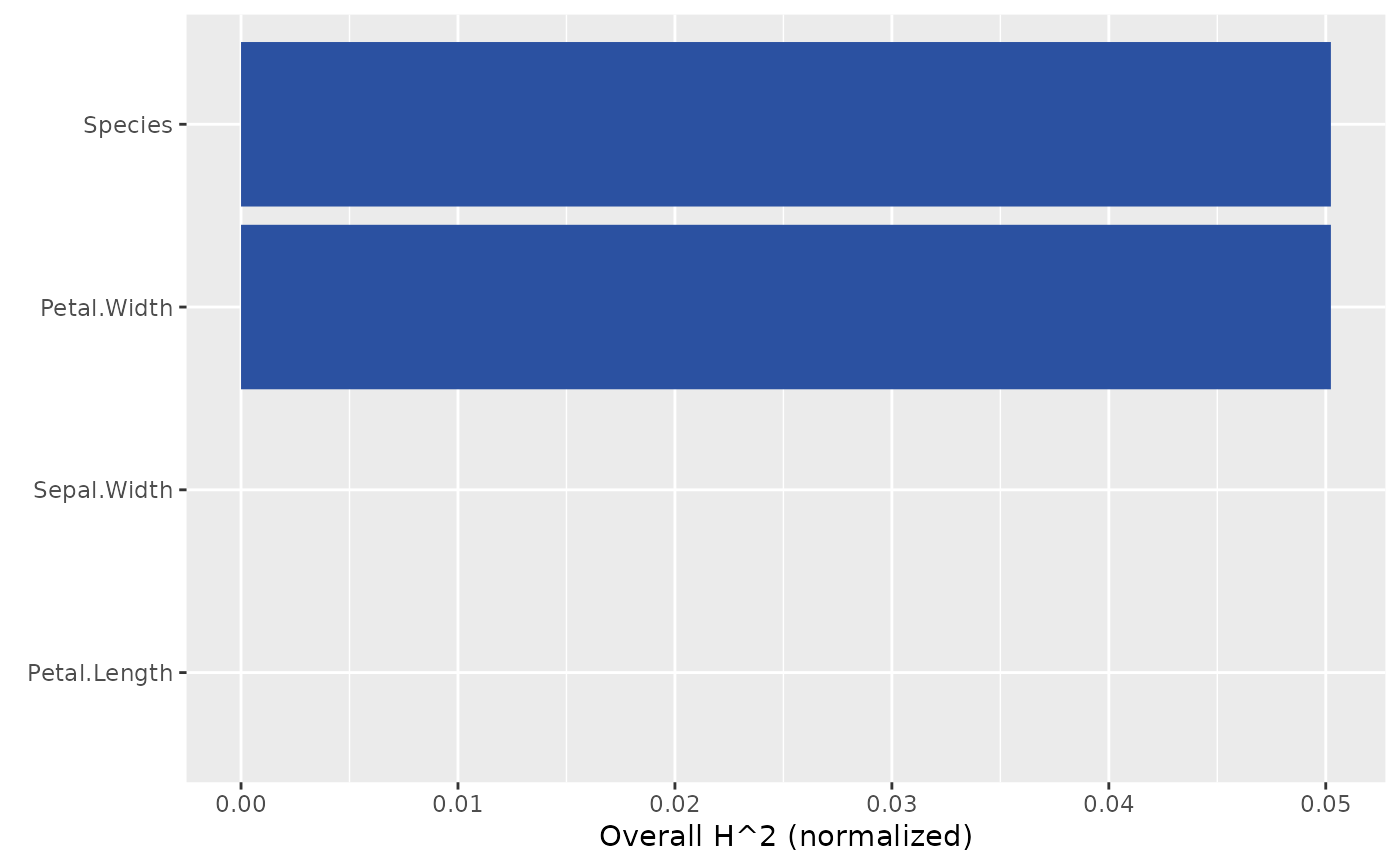 Species
Petal.Width
Sepal.Width
Petal.Length
0.00 0.01 0.02 0.03 0.04 0.05
Overall H^2 (normalized)